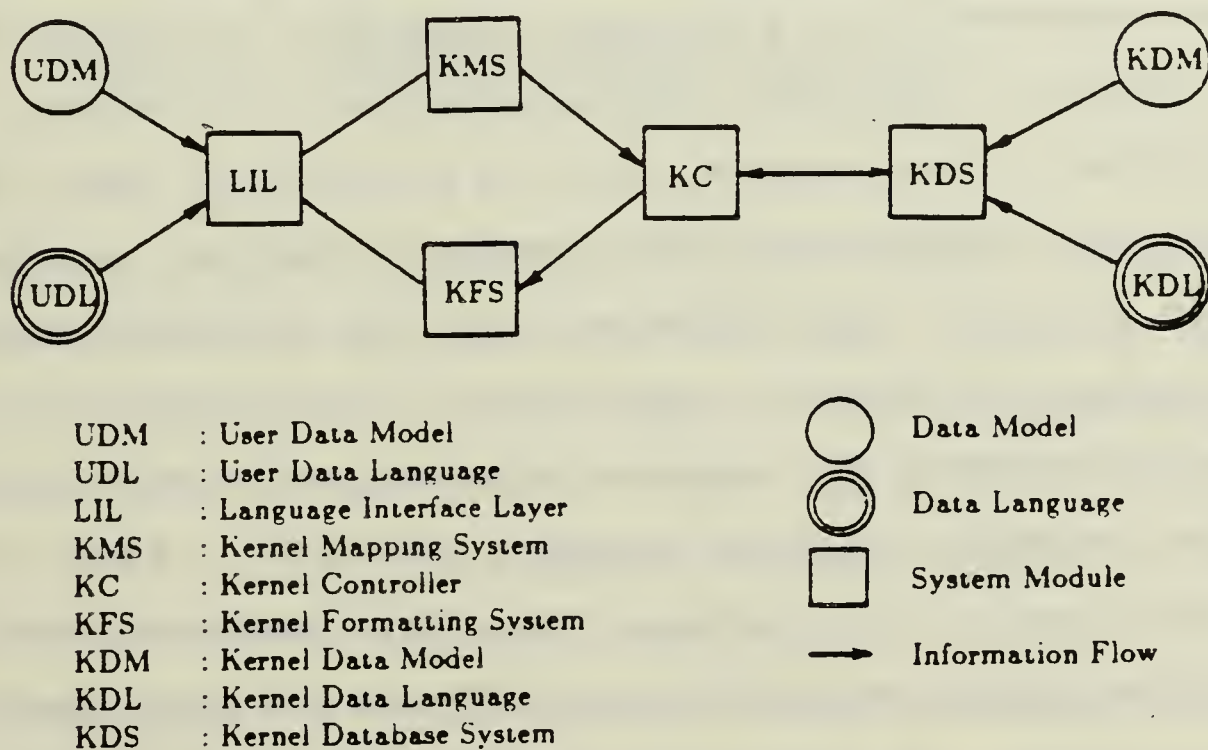 UDM
KMS
KDM
LIL
KC
KDS
UDL
KFS
KDL
UDM : User Data Model
UDL : User Data Language
LIL : Language Interface Layer
KMS : Kernel Mapping System
KC : Kernel Controller
KFS : Kernel Formatting System
KDM : Kernel Data Model
KDL : Kernel Data Language
KDS : Kernel Database System
Data Model
Data Language
System Module
Information Flow